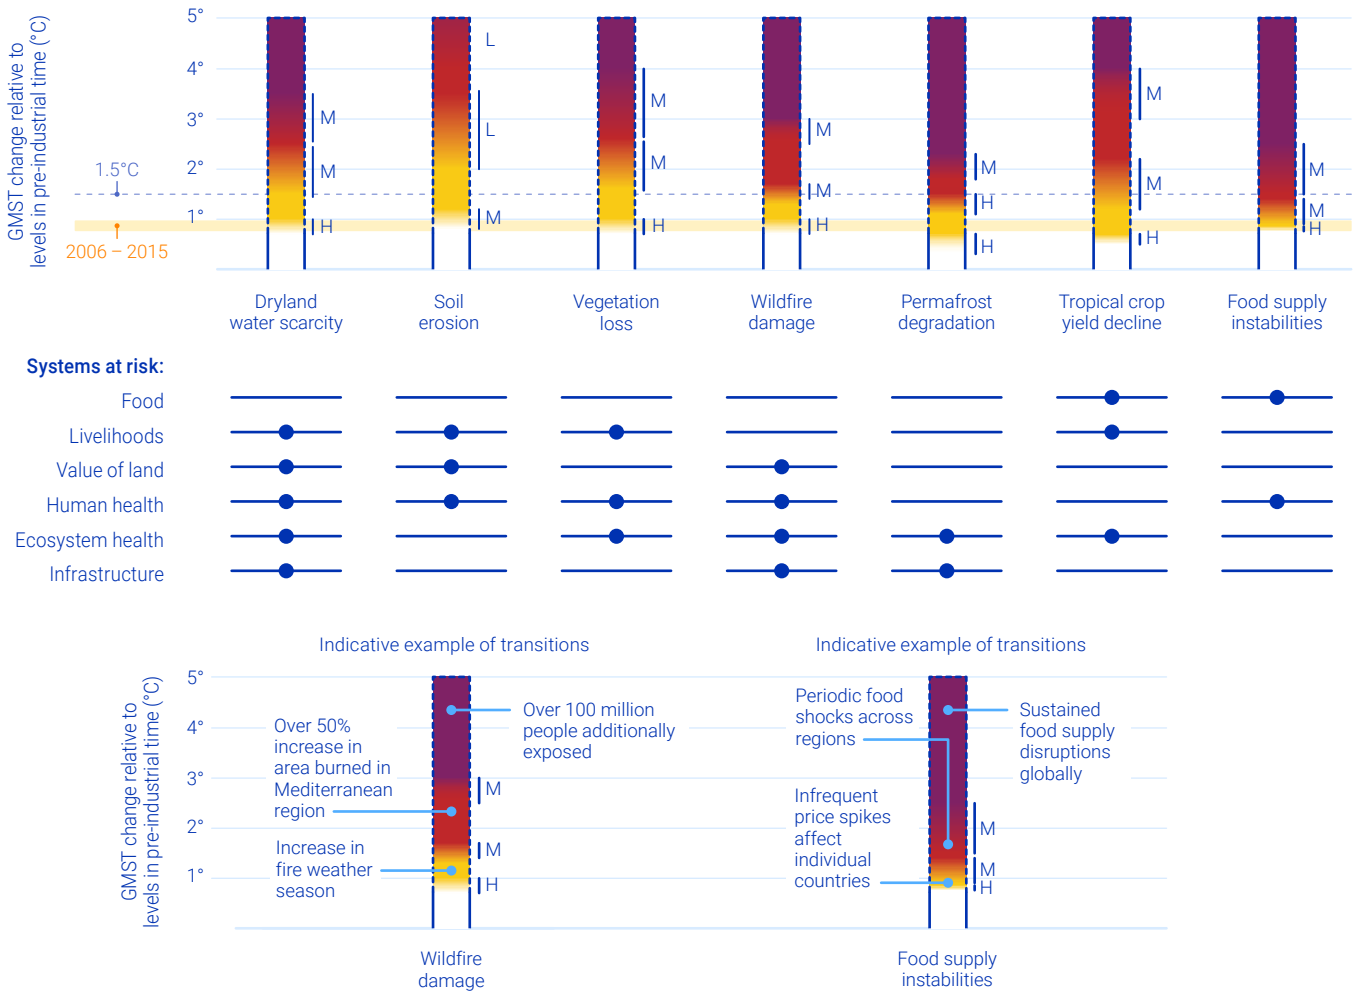 GMST change relative to
levels in pre-industrial time (°C)
5°
4°
3°
2°
1°
1.5°C
2006 – 2015
M
M
H
L
L
M
M
M
H
M
M
H
M
H
H
M
M
H
M
M
H
Dryland
water scarcity
Soil
erosion
Vegetation
loss
Wildfire
damage
Permafrost
degradation
Tropical crop
yield decline
Food supply
instabilities
Systems at risk:
Food
Livelihoods
Value of land
Human health
Ecosystem health
Infrastructure
Indicative example of transitions
GMST change relative to
levels in pre-industrial time (°C)
5°
4°
3°
2°
1°
Over 50%
increase in
area burned in
Mediterranean
region
Increase in
fire weather
season
Over 100 million
people additionally
exposed
M
M
H
Wildfire
damage
Indicative example of transitions
Periodic food
shocks across
regions
Infrequent
price spikes
affect
individual
countries
Sustained
food supply
disruptions
globally
M
M
H
Food supply
instabilities